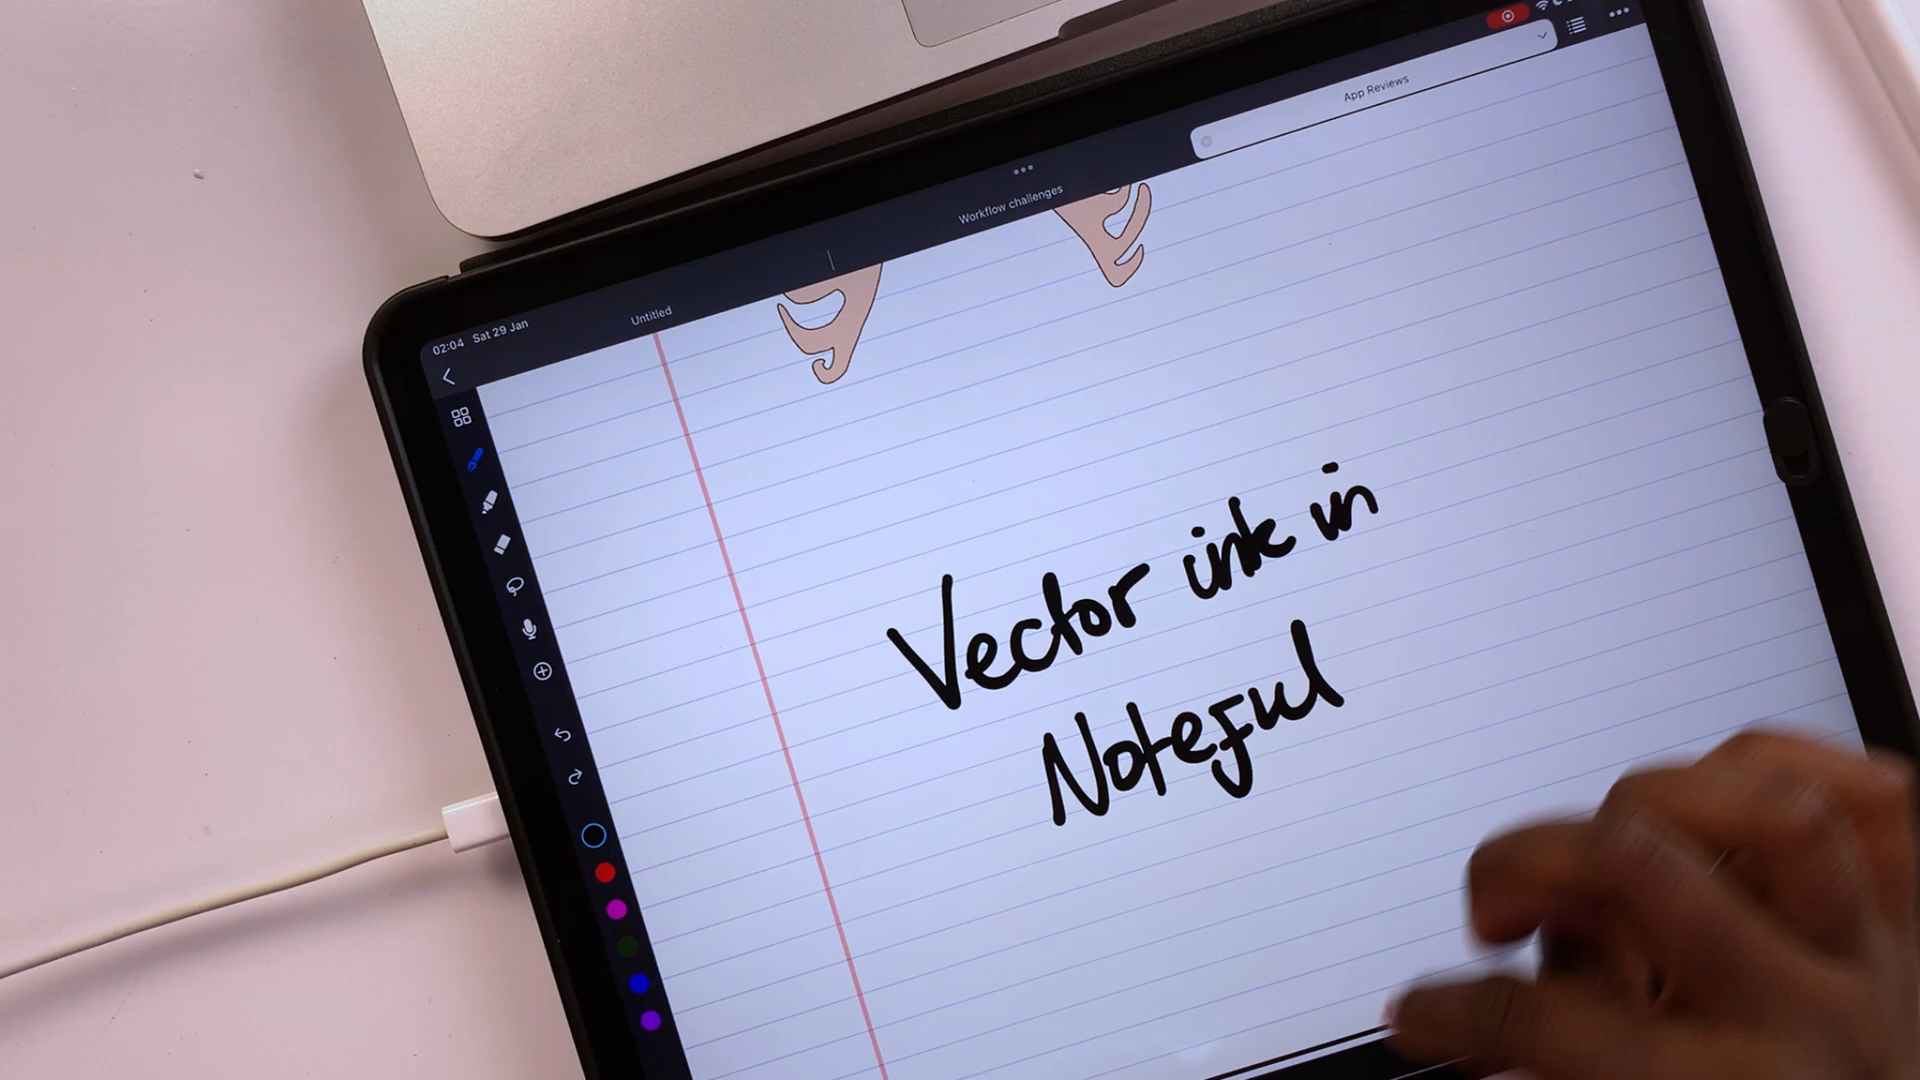 02:04 Sat 29 Jan
Untitled
Workflow challenges
App Reviews
Vector ink in
Noteful